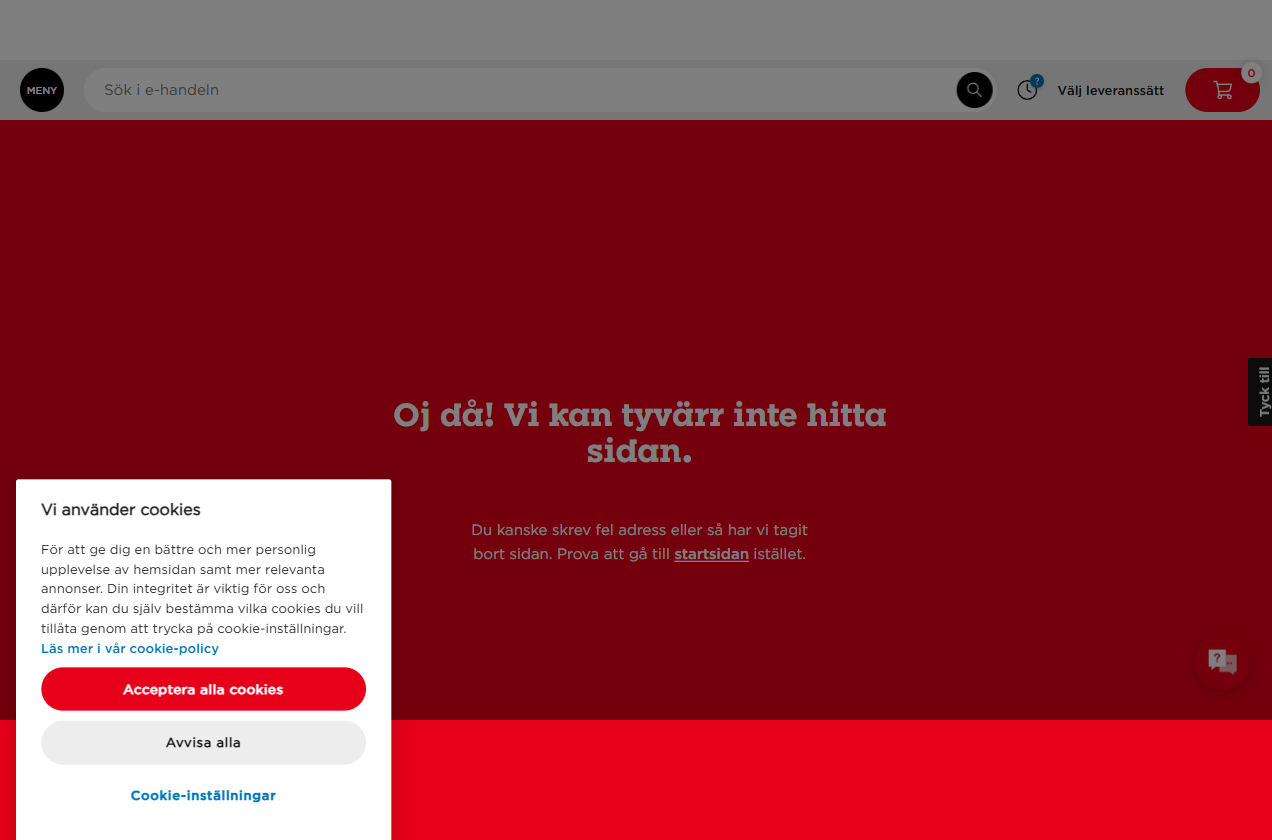 MENY
Sök i e-handeln
?
Välj leveranssätt
0
Tyck till
Oj då! Vi kan tyvärr inte hitta
sidan.
Du kanske skrev fel adress eller så har vi tagit
bort sidan. Prova att gå till startsidan istället.
?
Vi använder cookies
För att ge dig en bättre och mer personlig
upplevelse av hemsidan samt mer relevanta
annonser. Din integritet är viktig för oss och
därför kan du själv bestämma vilka cookies du vill
tillåta genom att trycka på cookie-inställningar.
Läs mer i vår cookie-policy
Acceptera alla cookies
Avvisa alla
Cookie-inställningar